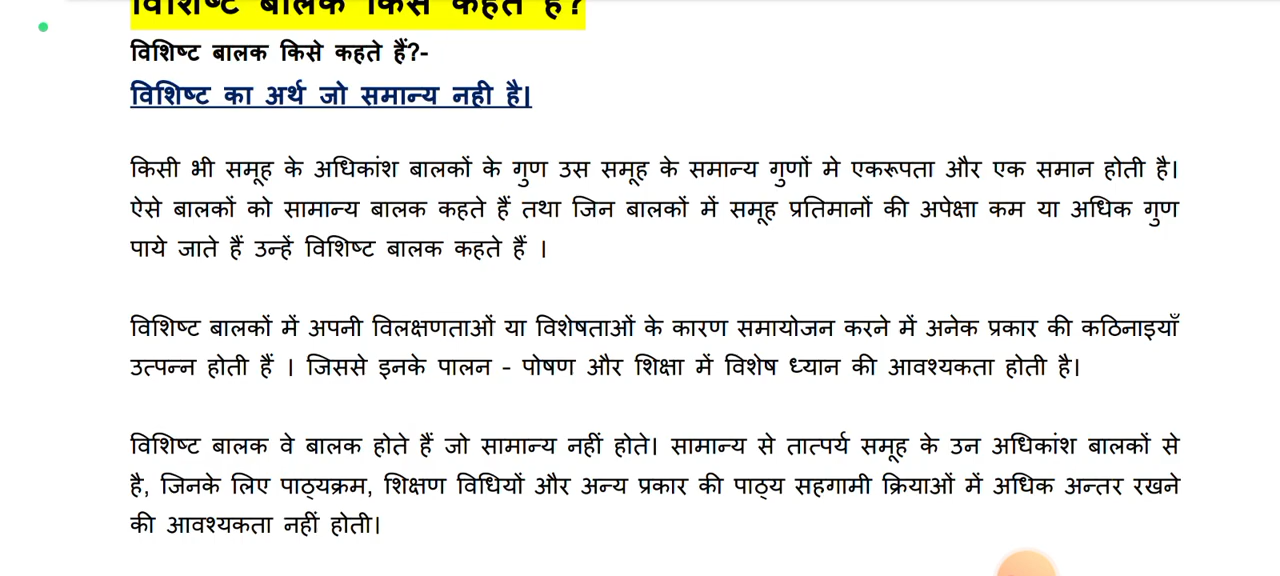 विशिष्ट बालक किसे कहते हैं?
विशिष्ट बालक किसे कहते हैं?-
विशिष्ट का अर्थ जो समान्य नही है।
किसी भी समूह के अधिकांश बालकों के गुण उस समूह के समान्य गुणों मे एकरूपता और एक समान होती है।
ऐसे बालकों को सामान्य बालक कहते हैं तथा जिन बालकों में समूह प्रतिमानों की अपेक्षा कम या अधिक गुण
पाये जाते हैं उन्हें विशिष्ट बालक कहते हैं ।
विशिष्ट बालकों में अपनी विलक्षणताओं या विशेषताओं के कारण समायोजन करने में अनेक प्रकार की कठिनाइयाँ
उत्पन्न होती हैं । जिससे इनके पालन - पोषण और शिक्षा में विशेष ध्यान की आवश्यकता होती है।
विशिष्ट बालक वे बालक होते हैं जो सामान्य नहीं होते। सामान्य से तात्पर्य समूह के उन अधिकांश बालकों से
है, जिनके लिए पाठ्यक्रम, शिक्षण विधियों और अन्य प्रकार की पाठ्य सहगामी क्रियाओं में अधिक अन्तर रखने
की आवश्यकता नहीं होती।